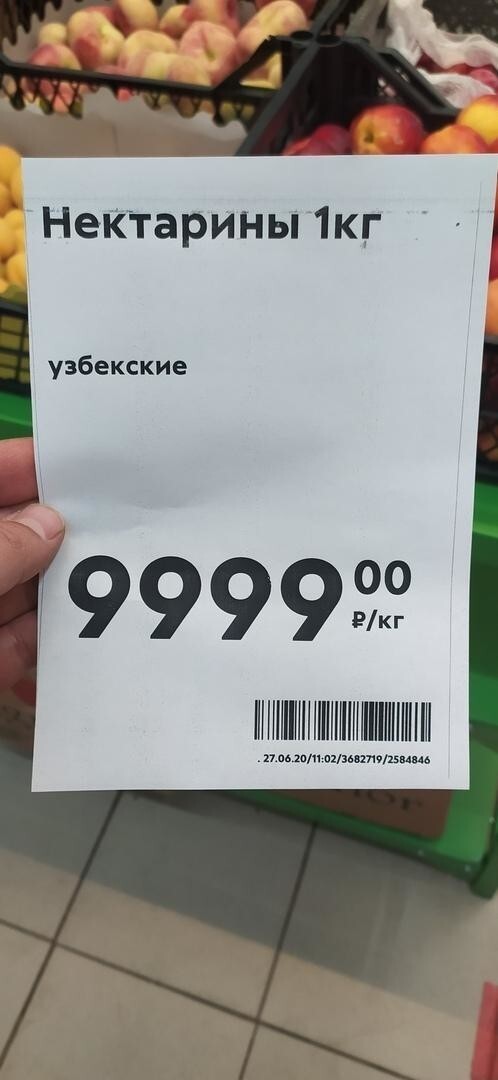 Нектарины 1кг
узбекские
9999 00
₽/кг
. 27.06.20/11:02/3682719/2584846